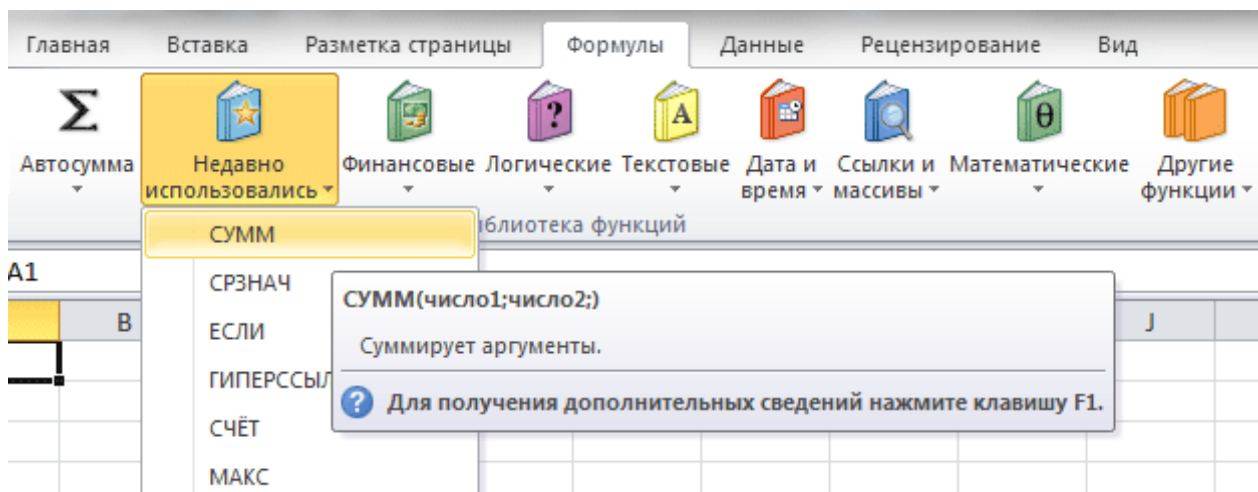 Главная Вставка Разметка страницы Формулы Данные Рецензирование Вид
Автосумма Недавно использовались Финансовые Логические Текстовые Дата и время Ссылки и массивы Математические Другие функции
иблиотека функций
СУММ
A1
СРЗНАЧ
СУММ(число1;число2;)
B
J
ЕСЛИ
Суммирует аргументы.
ГИПЕРССЫЛ
Для получения дополнительных сведений нажмите клавишу F1.
СЧЁТ
МАКС